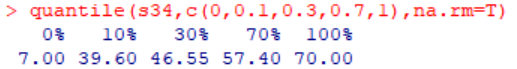 > quantile(s34,c(0,0.1,0.3,0.7,1),na.rm=T)
0% 10% 30% 70% 100%
7.00 39.60 46.55 57.40 70.00